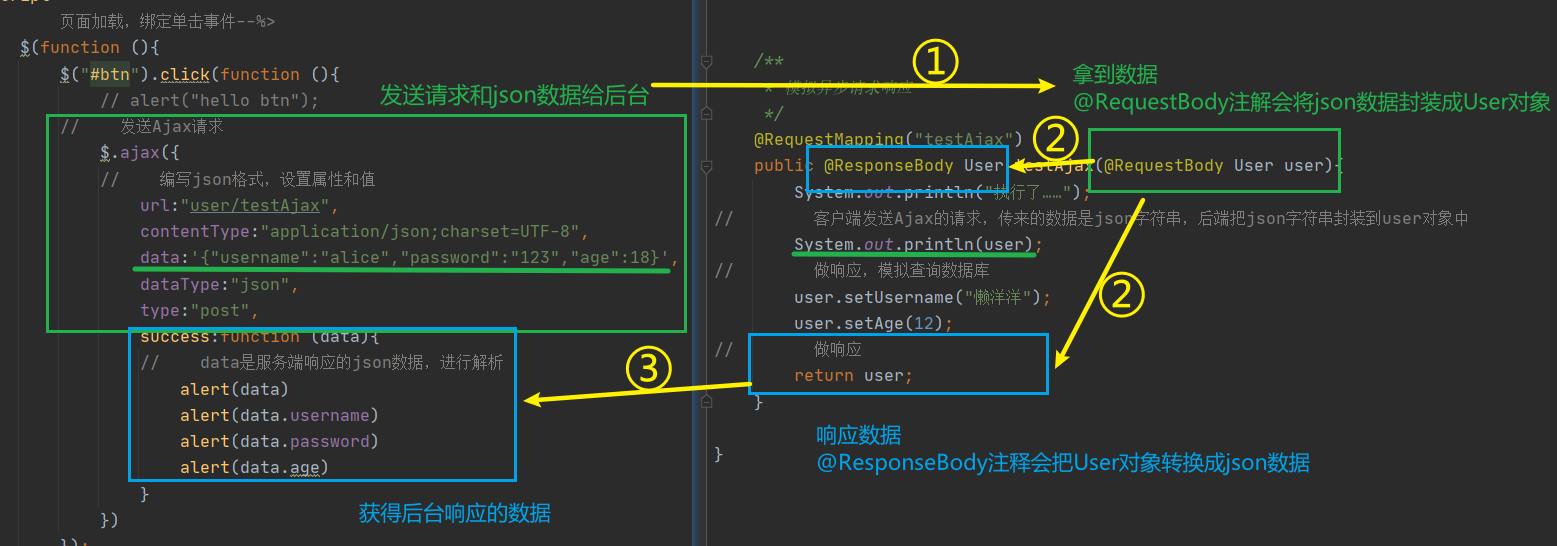 页面加载，绑定单击事件--%>
$(function (){
$("#btn").click(function (){
// alert("hello btn");
发送请求和json数据给后台
// 发送Ajax请求
$.ajax({
// 编写json格式，设置属性和值
url:"user/testAjax",
contentType:"application/json;charset=UTF-8",
data:'{"username":"alice","password":"123","age":18}',
dataType:"json",
type:"post",
success:function (data){
// data是服务端响应的json数据，进行解析
alert(data)
alert(data.username)
alert(data.password)
alert(data.age)
}
获得后台响应的数据
})
});
①
/**
* 模拟异步请求响应
*/
拿到数据
@RequestBody注解会将json数据封装成User对象
@RequestMapping("testAjax")
②
public @ResponseBody User testAjax(@RequestBody User user){
System.out.println("执行了……");
// 客户端发送Ajax的请求，传来的数据是json字符串，后端把json字符串封装到user对象中
System.out.println(user);
// 做响应，模拟查询数据库
②
user.setUsername("懒洋洋");
user.setAge(12);
// 做响应
③
return user;
}
响应数据
}
@ResponseBody注释会把User对象转换成json数据